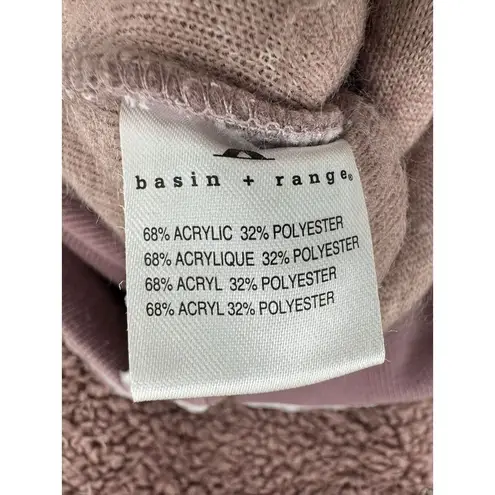 basin + range®
68% ACRYLIC 32% POLYESTER
68% ACRYLIQUE 32% POLYESTER
68% ACRYL 32% POLYESTER
68% ACRYL 32% POLYESTER